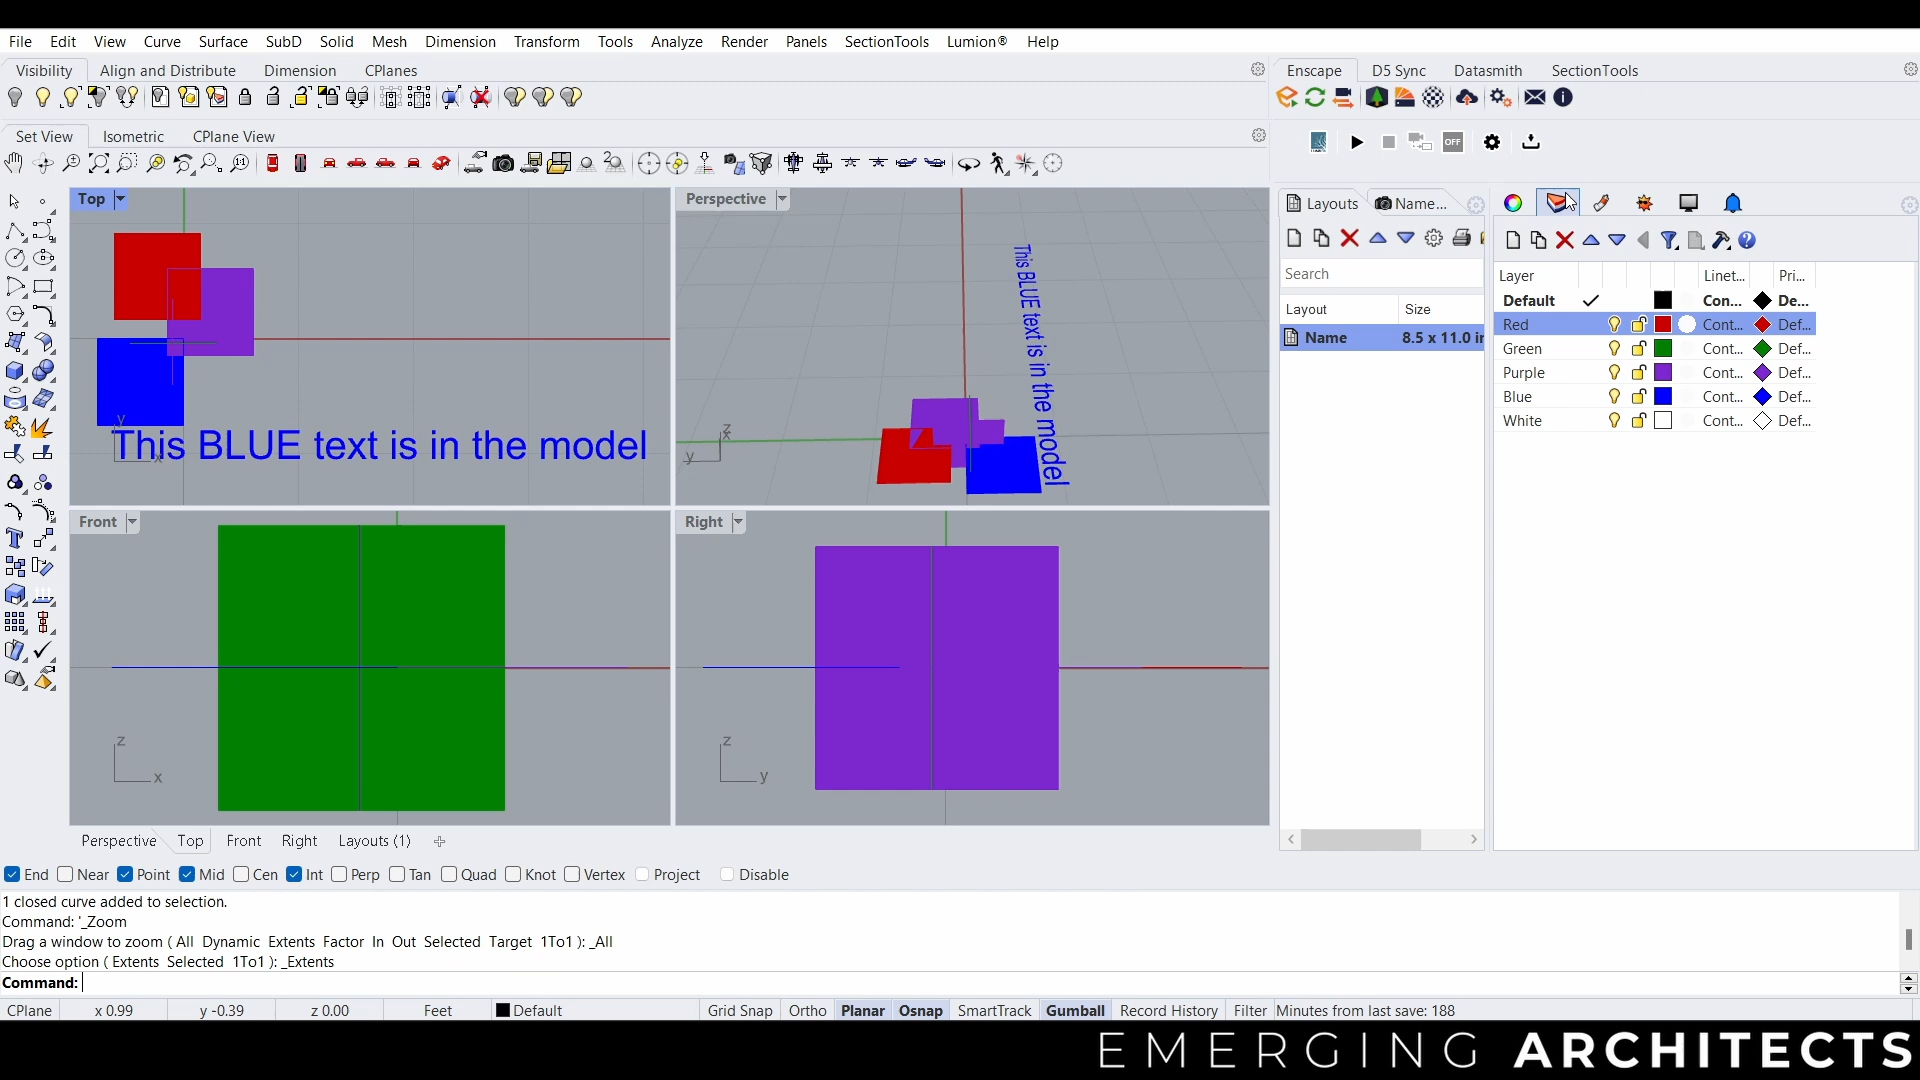 File Edit View Curve Surface SubD Solid Mesh Dimension Transform Tools Analyze Render Panels SectionTools Lumion® Help
Visibility Align and Distribute Dimension CPlanes
Enscape D5 Sync Datasmith SectionTools
Set View Isometric CPlane View
OFF
Top
Perspective
This BLUE text is in the model
This BLUE text is in the model
y
x
z
x
y
Front
Right
z
x
z
y
Layouts Name...
Search
Layout Size
Name 8.5 x 11.0 in
Layer Linet... Pri...
Default Con... De...
Red Cont... Def...
Green Cont... Def...
Purple Cont... Def...
Blue Cont... Def...
White Cont... Def...
Perspective Top Front Right Layouts (1)
End Near Point Mid Cen Int Perp Tan Quad Knot Vertex Project Disable
1 closed curve added to selection.
Command: '_Zoom
Drag a window to zoom ( All Dynamic Extents Factor In Out Selected Target 1To1 ): _All
Choose option ( Extents Selected 1To1 ): _Extents
Command:
CPlane x 0.99 y -0.39 z 0.00 Feet Default Grid Snap Ortho Planar Osnap SmartTrack Gumball Record History Filter Minutes from last save: 188
EMERGING ARCHITECTS